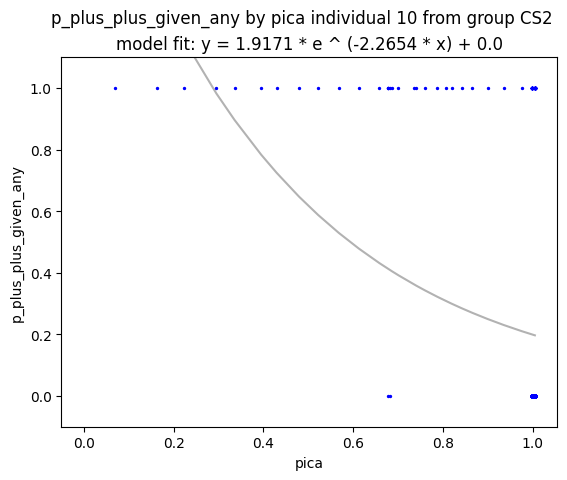 p_plus_plus_given_any by pica individual 10 from group CS2
model fit: y = 1.9171 * e ^ (-2.2654 * x) + 0.0
1.0
0.8
0.6
0.4
0.2
0.0
p_plus_plus_given_any
0.0 0.2 0.4 0.6 0.8 1.0
pica